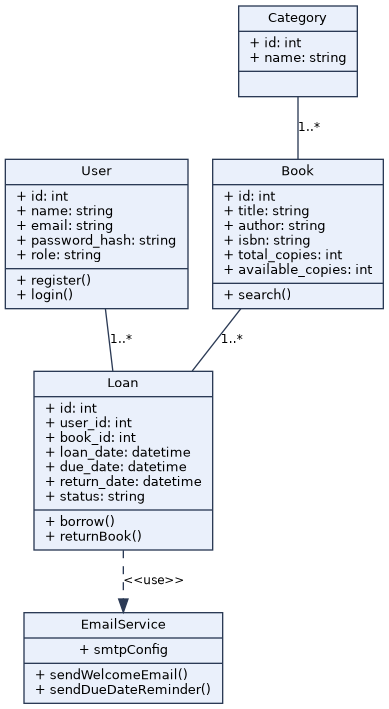 Category
+ id: int
+ name: string
1..*
User
+ id: int
+ name: string
+ email: string
+ password_hash: string
+ role: string
+ register()
+ login()
Book
+ id: int
+ title: string
+ author: string
+ isbn: string
+ total_copies: int
+ available_copies: int
+ search()
1..*
1..*
Loan
+ id: int
+ user_id: int
+ book_id: int
+ loan_date: datetime
+ due_date: datetime
+ return_date: datetime
+ status: string
+ borrow()
+ returnBook()
<<use>>
EmailService
+ smtpConfig
+ sendWelcomeEmail()
+ sendDueDateReminder()